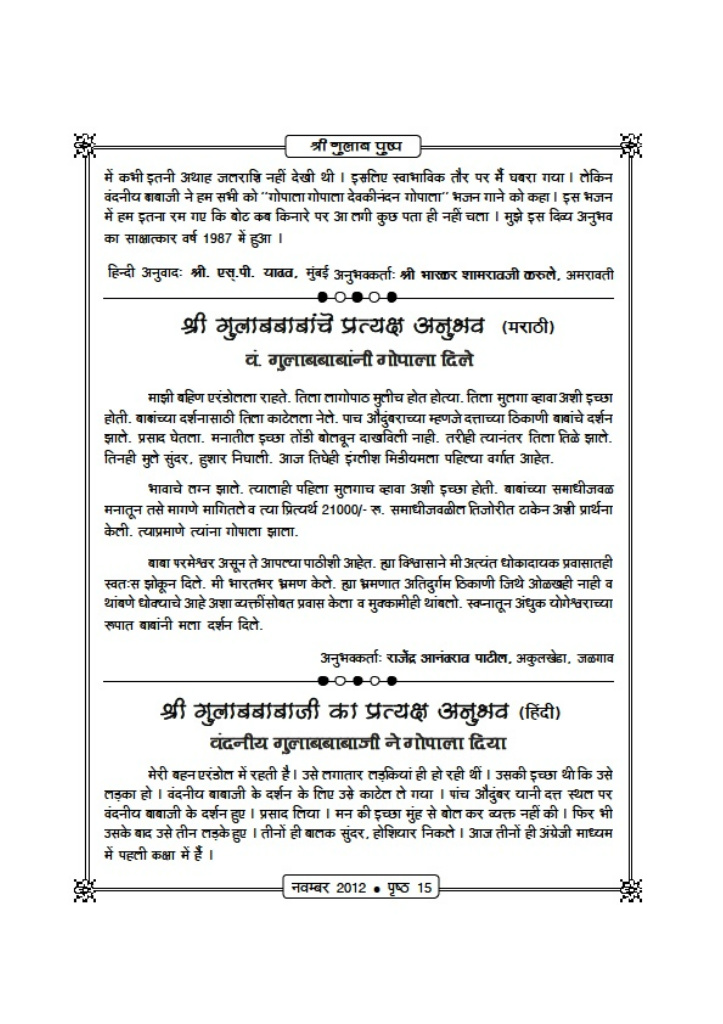 श्री गुलाब पुष्प
में कभी इतनी अथाह जलराशि नहीं देखी थी । इसलिए स्वाभाविक तौर पर मैं घबरा गया । लेकिन
वंदनीय बाबाजी ने हम सभी को ''गोपाला गोपाला देवकीनंदन गोपाला'' भजन गाने को कहा । इस भजन
में हम इतना रम गए कि बोट कब किनारे पर आ लगी कुछ पता ही नहीं चला । मुझे इस दिव्य अनुभव
का साक्षात्कार वर्ष 1987 में हुआ ।
हिन्दी अनुवादः श्री. एस्.पी. यादव, मुंबई अनुभवकर्ताः श्री भास्कर शामरावजी करुले, अमरावती
श्री गुलाबबाबांचे प्रत्यक्ष अनुभव (मराठी)
वं. गुलाबबाबांनी गोपाला दिले
माझी बहिण एरंडोलला राहते. तिला लागोपाठ मुलीच होत होत्या. तिला मुलगा व्हावा अशी इच्छा
होती. बाबांच्या दर्शनासाठी तिला काटेलला नेले. पाच औदुंबराच्या म्हणजे दत्ताच्या ठिकाणी बाबांचे दर्शन
झाले. प्रसाद घेतला. मनातील इच्छा तोंडी बोलवून दाखविली नाही. तरीही त्यानंतर तिला तिळे झाले.
तिनही मुले सुंदर, हुशार निघाली. आज तिघेही इंग्लीश मिडीयमला पहिल्या वर्गात आहेत.
भावाचे लग्न झाले. त्यालाही पहिला मुलगाच व्हावा अशी इच्छा होती. बाबांच्या समाधीजवळ
मनातून तसे मागणे मागितले व त्या प्रित्यर्थ 21000/- रु. समाधीजवळील तिजोरीत टाकेन अशी प्रार्थना
केली. त्याप्रमाणे त्यांना गोपाला झाला.
बाबा परमेश्वर असून ते आपल्या पाठीशी आहेत. ह्या विश्वासाने मी अत्यंत धोकादायक प्रवासातही
स्वतःस झोकून दिले. मी भारतभर भ्रमण केले. ह्या भ्रमणात अतिदुर्गम ठिकाणी जिथे ओळखही नाही व
थांबणे धोक्याचे आहे अशा व्यक्तींसोबत प्रवास केला व मुक्कामीही थांबलो. स्वप्नातून अंधुक योगेश्वराच्या
रूपात बाबांनी मला दर्शन दिले.
अनुभवकर्ताः राजेंद्र आनंदराव पाटील, अकुलखेडा, जळगाव
श्री गुलाबबाबाजी का प्रत्यक्ष अनुभव (हिंदी)
वंदनीय गुलाबबाबाजी ने गोपाला दिया
मेरी बहन एरंडोल में रहती है । उसे लगातार लड़कियां ही हो रही थीं । उसकी इच्छा थी कि उसे
लड़का हो । वंदनीय बाबाजी के दर्शन के लिए उसे काटेल ले गया । पांच औदुंबर यानी दत्त स्थल पर
वंदनीय बाबाजी के दर्शन हुए । प्रसाद लिया । मन की इच्छा मुंह से बोल कर व्यक्त नहीं की । फिर भी
उसके बाद उसे तीन लड़के हुए । तीनों ही बालक सुंदर, होशियार निकले । आज तीनों ही अंग्रेजी माध्यम
में पहली कक्षा में हैं ।
नवम्बर 2012 ● पृष्ठ 15